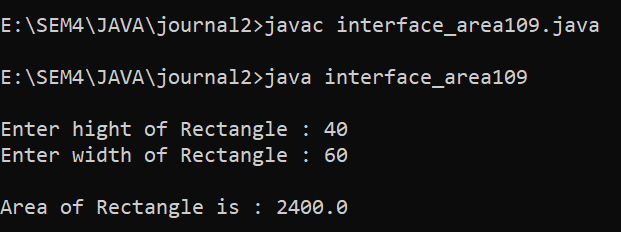 E:\SEM4\JAVA\journal2>javac interface_area109.java
E:\SEM4\JAVA\journal2>java interface_area109
Enter hight of Rectangle : 40
Enter width of Rectangle : 60
Area of Rectangle is : 2400.0